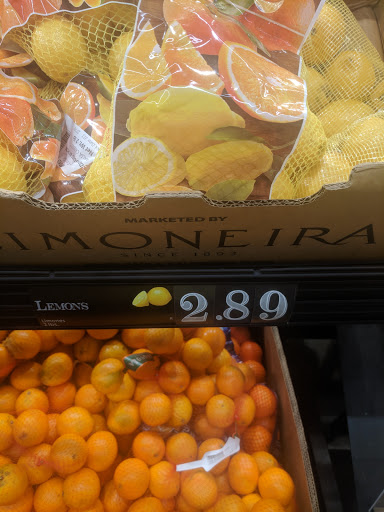 MARKETED BY
LIMONEIRA
SINCE 1893
LEMONS 2.89